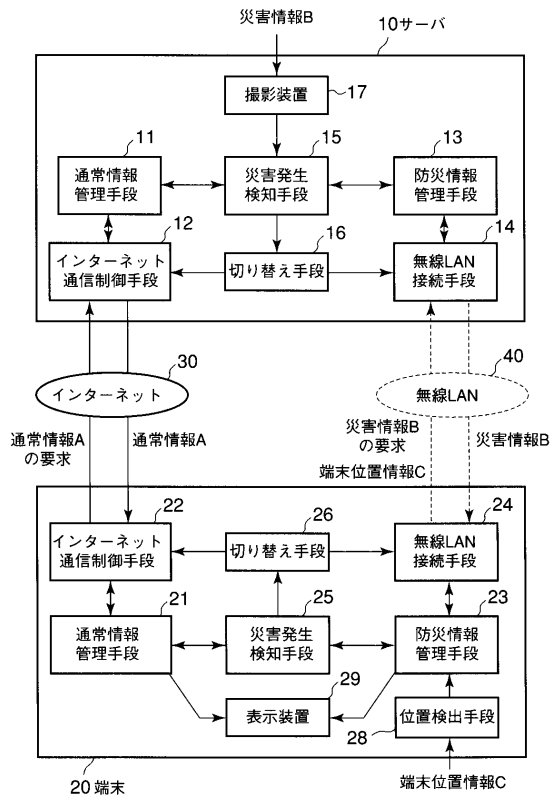 災害情報B
10サーバ
撮影装置
17
11
15
13
通常情報
管理手段
災害発生
検知手段
防災情報
管理手段
12
16
14
インターネット
通信制御手段
切り替え手段
無線LAN
接続手段
30
40
インターネット
無線LAN
通常情報A
の要求
通常情報A
災害情報B
の要求
端末位置情報C
災害情報B
22
26
24
インターネット
通信制御手段
切り替え手段
無線LAN
接続手段
21
25
23
通常情報
管理手段
災害発生
検知手段
防災情報
管理手段
29
表示装置
位置検出手段
28
20端末
端末位置情報C